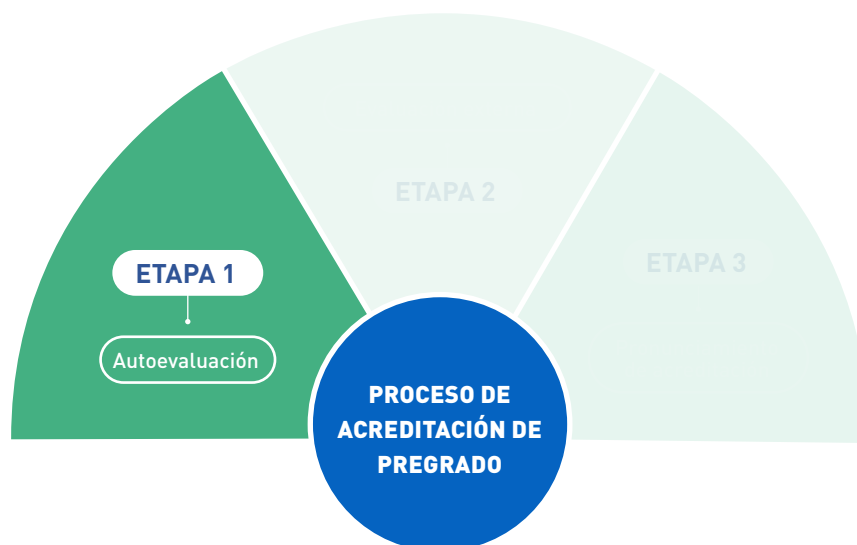 ETAPA 2
ETAPA 3
ETAPA 1
Autoevaluación
PROCESO DE
ACREDITACIÓN DE
PREGRADO